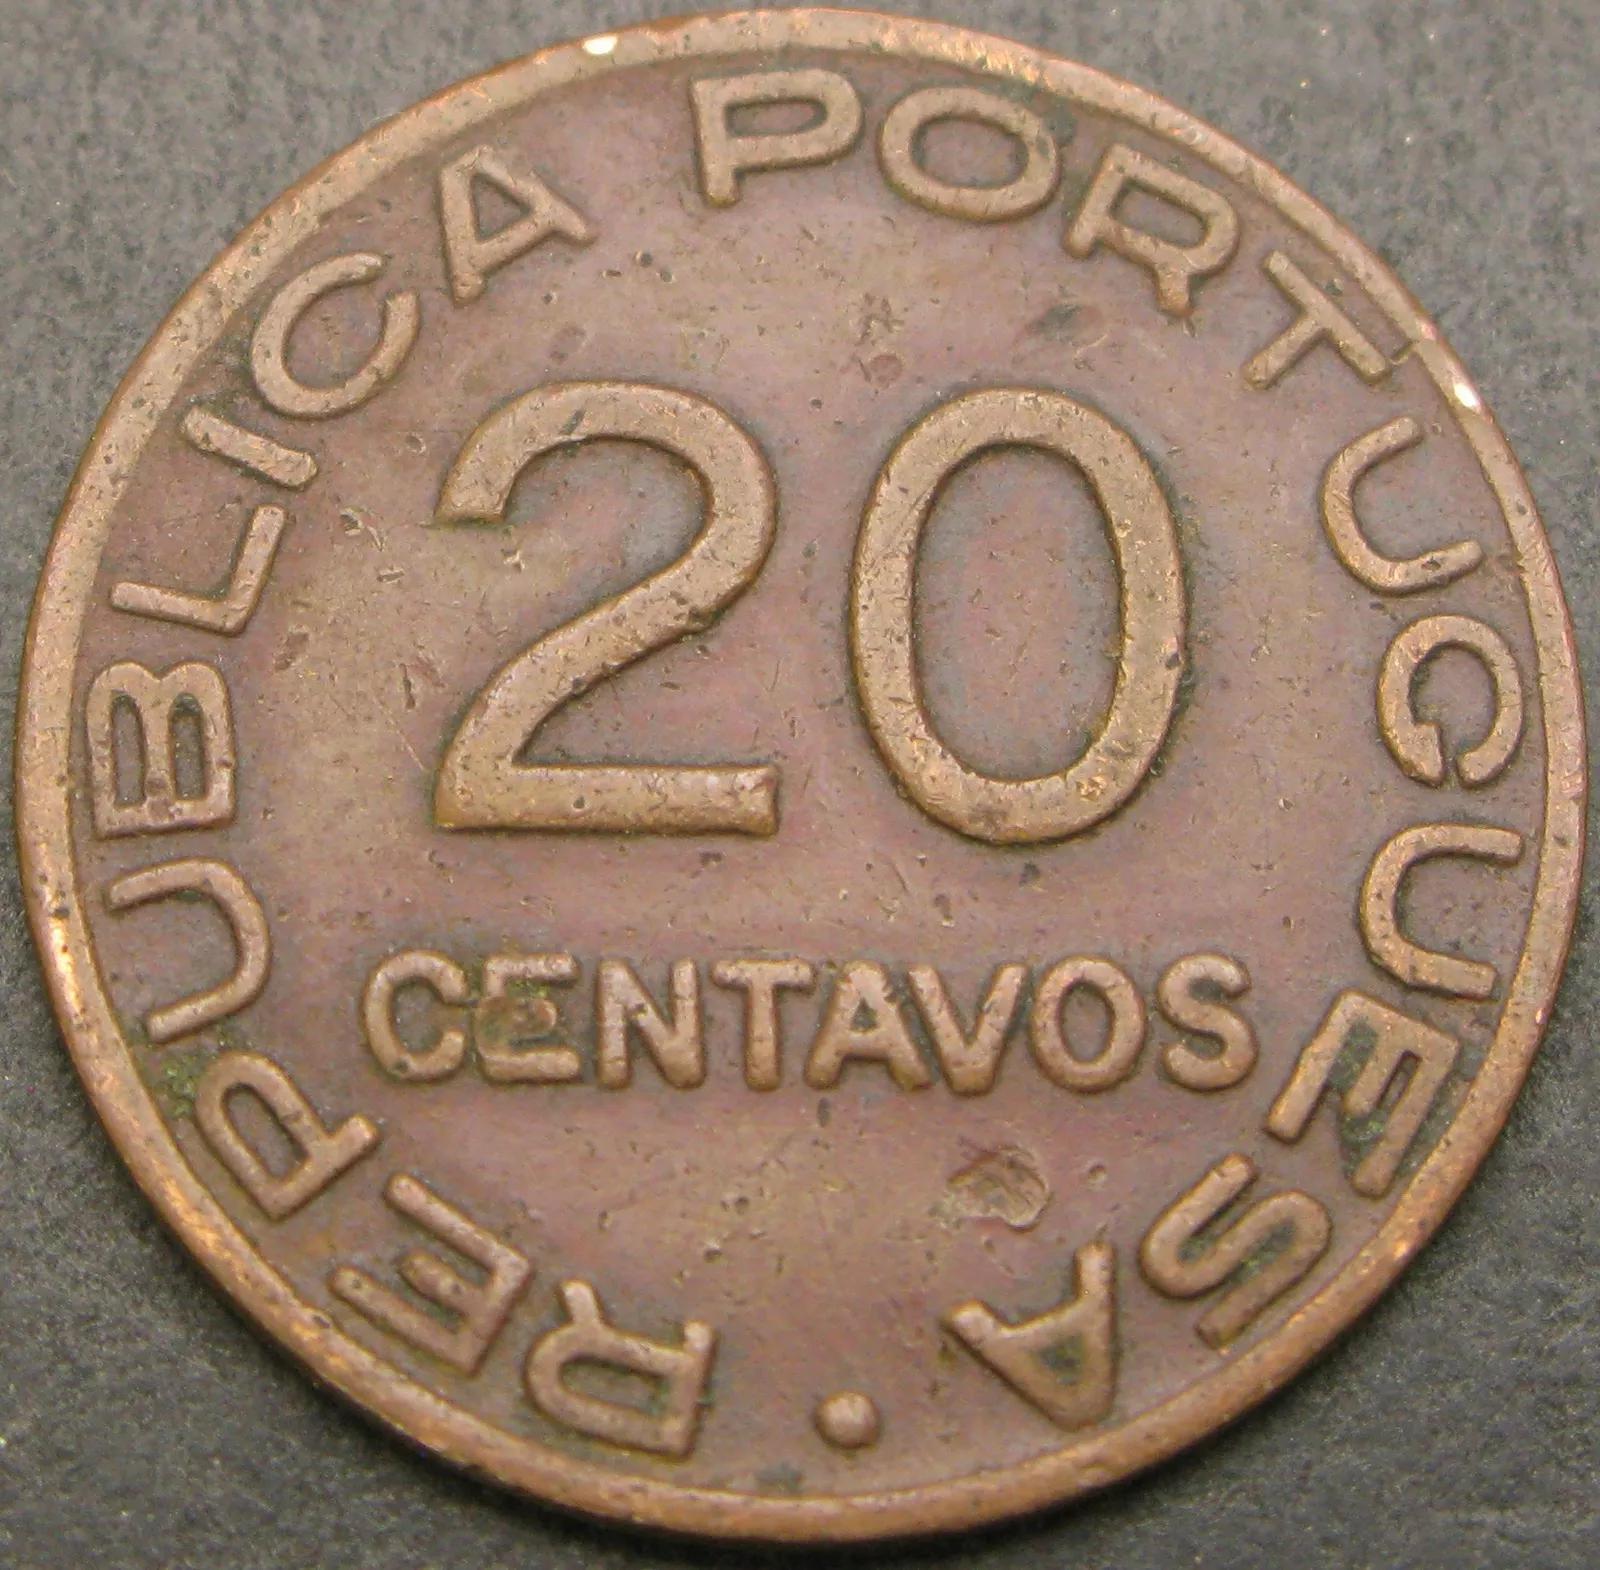 REPUBLICA PORTUGUESA •
20
CENTAVOS